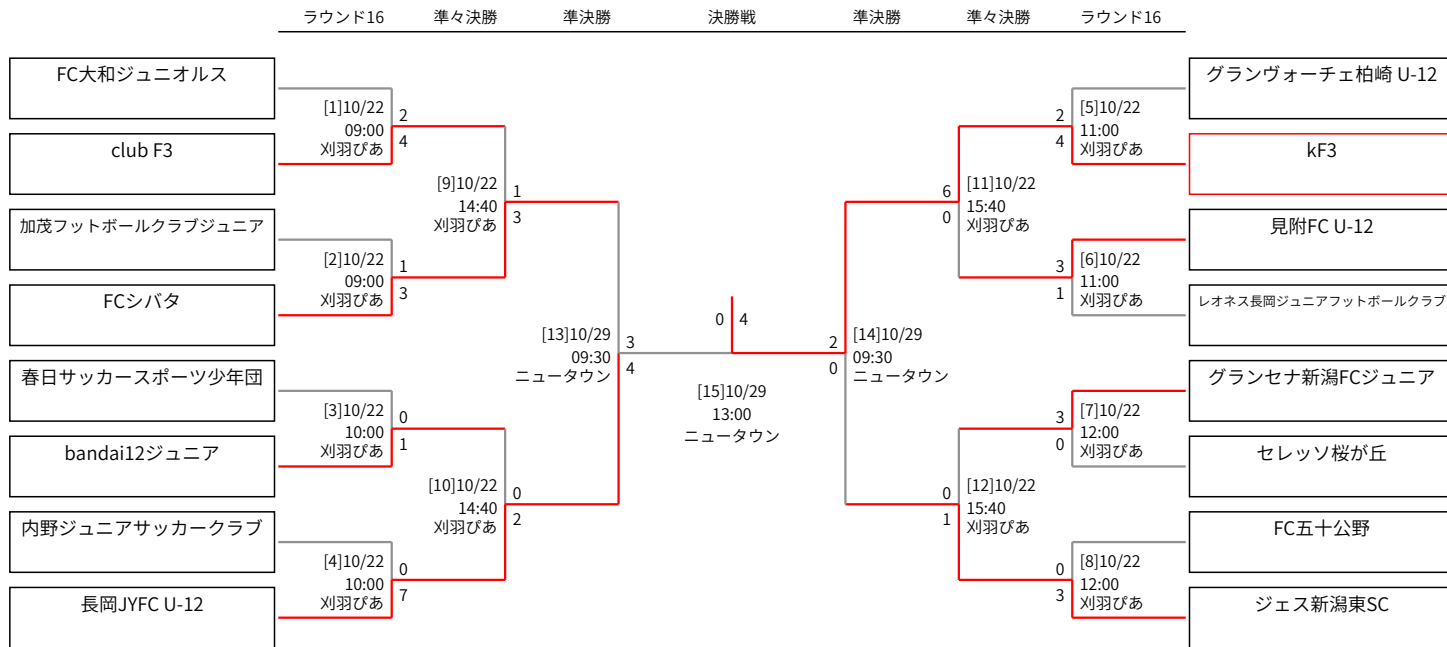 ラウンド16 準々決勝 準決勝 決勝戦 準決勝 準々決勝 ラウンド16
FC大和ジュニオルス
[1]10/22
09:00
刈羽ぴあ
2
4
club F3
[9]10/22
14:40
刈羽ぴあ
1
3
加茂フットボールクラブジュニア
[2]10/22
09:00
刈羽ぴあ
1
3
FCシバタ
[13]10/29
09:30
ニュータウン
3
4
春日サッカースポーツ少年団
[3]10/22
10:00
刈羽ぴあ
0
1
bandai12ジュニア
[10]10/22
14:40
刈羽ぴあ
0
2
内野ジュニアサッカークラブ
[4]10/22
10:00
刈羽ぴあ
0
7
長岡JYFC U-12
0 4
[15]10/29
13:00
ニュータウン
グランヴォーチェ柏崎 U-12
2
4
[5]10/22
11:00
刈羽ぴあ
kF3
6
0
[11]10/22
15:40
刈羽ぴあ
見附FC U-12
3
1
[6]10/22
11:00
刈羽ぴあ
レオネス長岡ジュニアフットボールクラブ
2
0
[14]10/29
09:30
ニュータウン
グランセナ新潟FCジュニア
3
0
[7]10/22
12:00
刈羽ぴあ
セレッソ桜が丘
0
1
[12]10/22
15:40
刈羽ぴあ
FC五十公野
0
3
[8]10/22
12:00
刈羽ぴあ
ジェス新潟東SC